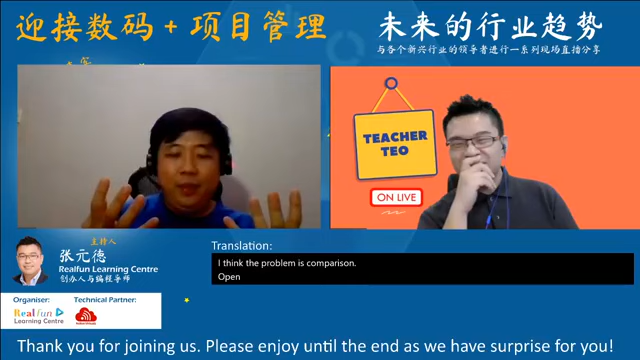 迎接数码 + 项目管理
未来的行业趋势
与各个新兴行业的领导者进行一系列现场直播分享
TEACHER
TEO
ON LIVE
主持人
张元德
Realfun Learning Centre
创办人与编程导师
Translation:
I think the problem is comparison.
Open
Organiser:
Technical Partner:
Realfun
Learning Centre
Thank you for joining us. Please enjoy until the end as we have surprise for you!